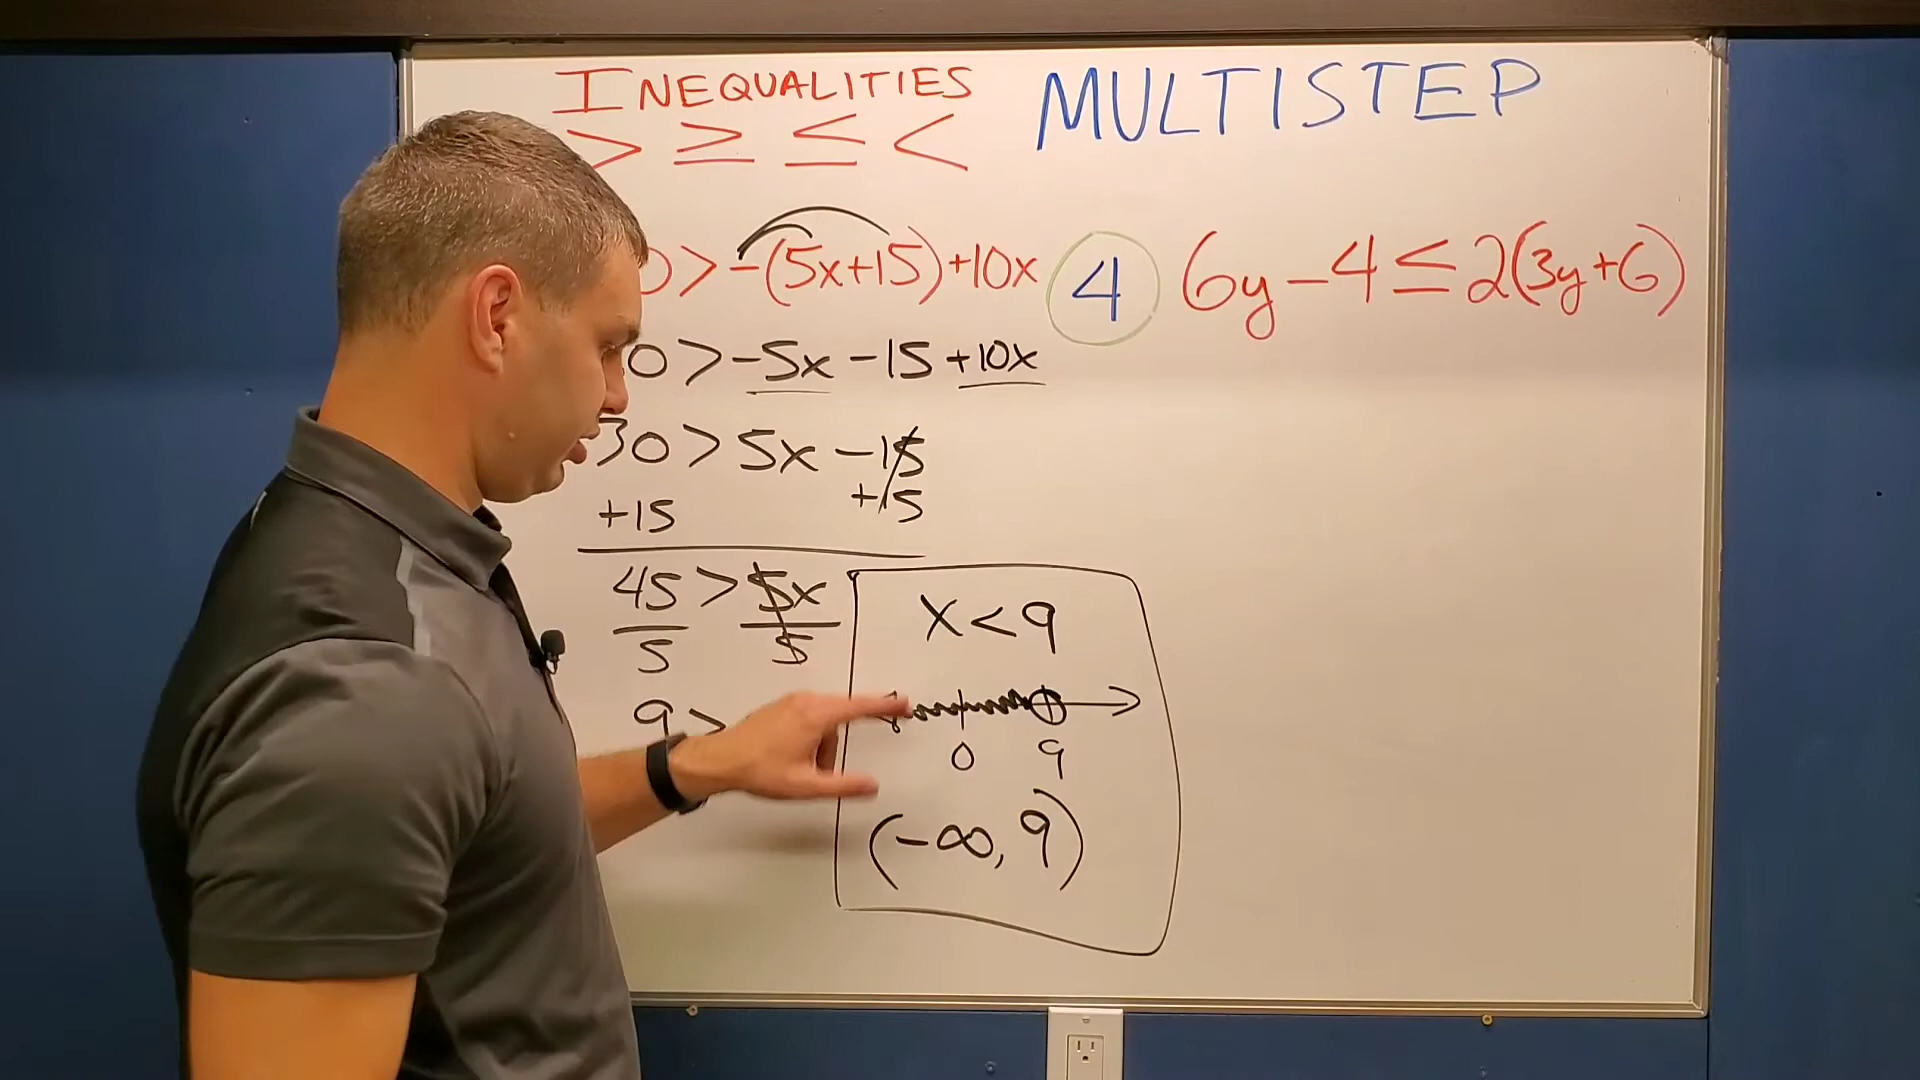 INEQUALITIES
MULTISTEP
> ≥ ≤ <
0 > -(5x+15)+10x
4
6y-4≤2(3y+6)
0 > -5x -15 +10x
30 > 5x -15
+15 +15
45 > 5x
5 5
9 >
x < 9
0 9
(-∞, 9)